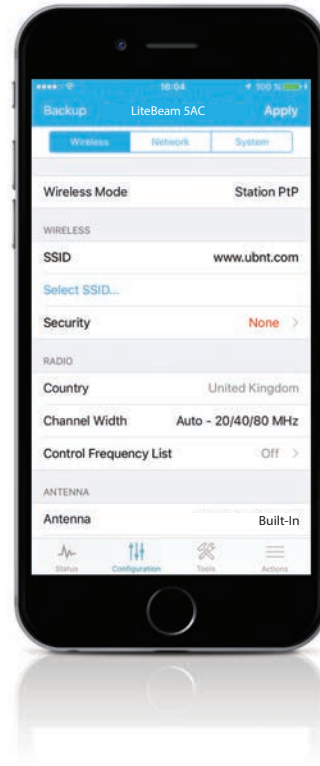 16:04 100 %
Backup LiteBeam 5AC Apply
Wireless Network System
Wireless Mode Station PtP
WIRELESS
SSID www.ubnt.com
Select SSID...
Security None >
RADIO
Country United Kingdom
Channel Width Auto - 20/40/80 MHz
Control Frequency List Off >
ANTENNA
Antenna Built-In
Status Configuration Tools Actions